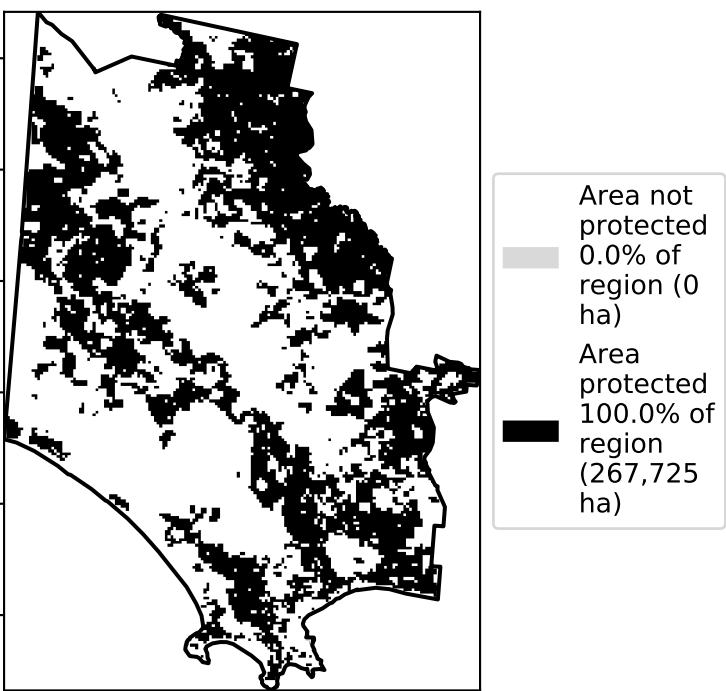 Area not
protected
0.0% of
region (0
ha)
Area
protected
100.0% of
region
(267,725
ha)